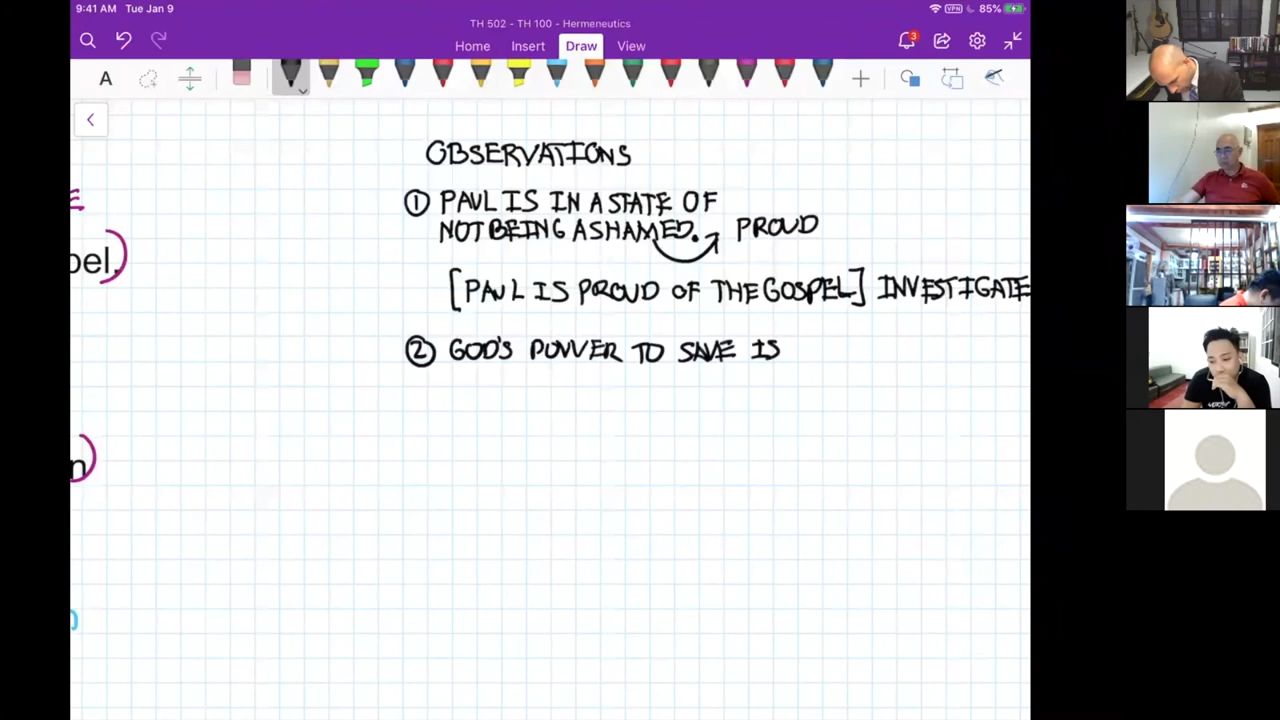 9:41 AM Tue Jan 9
VPN 85%
TH 502 - TH 100 - Hermeneutics
Home Insert Draw View
3
A
OBSERVATIONS
① PAUL IS IN A STATE OF
NOT BEING ASHAMED. PROUD
pel.)
[PAUL IS PROUD OF THE GOSPEL] INVESTIGATE
② GOD'S POWER TO SAVE IS
n)